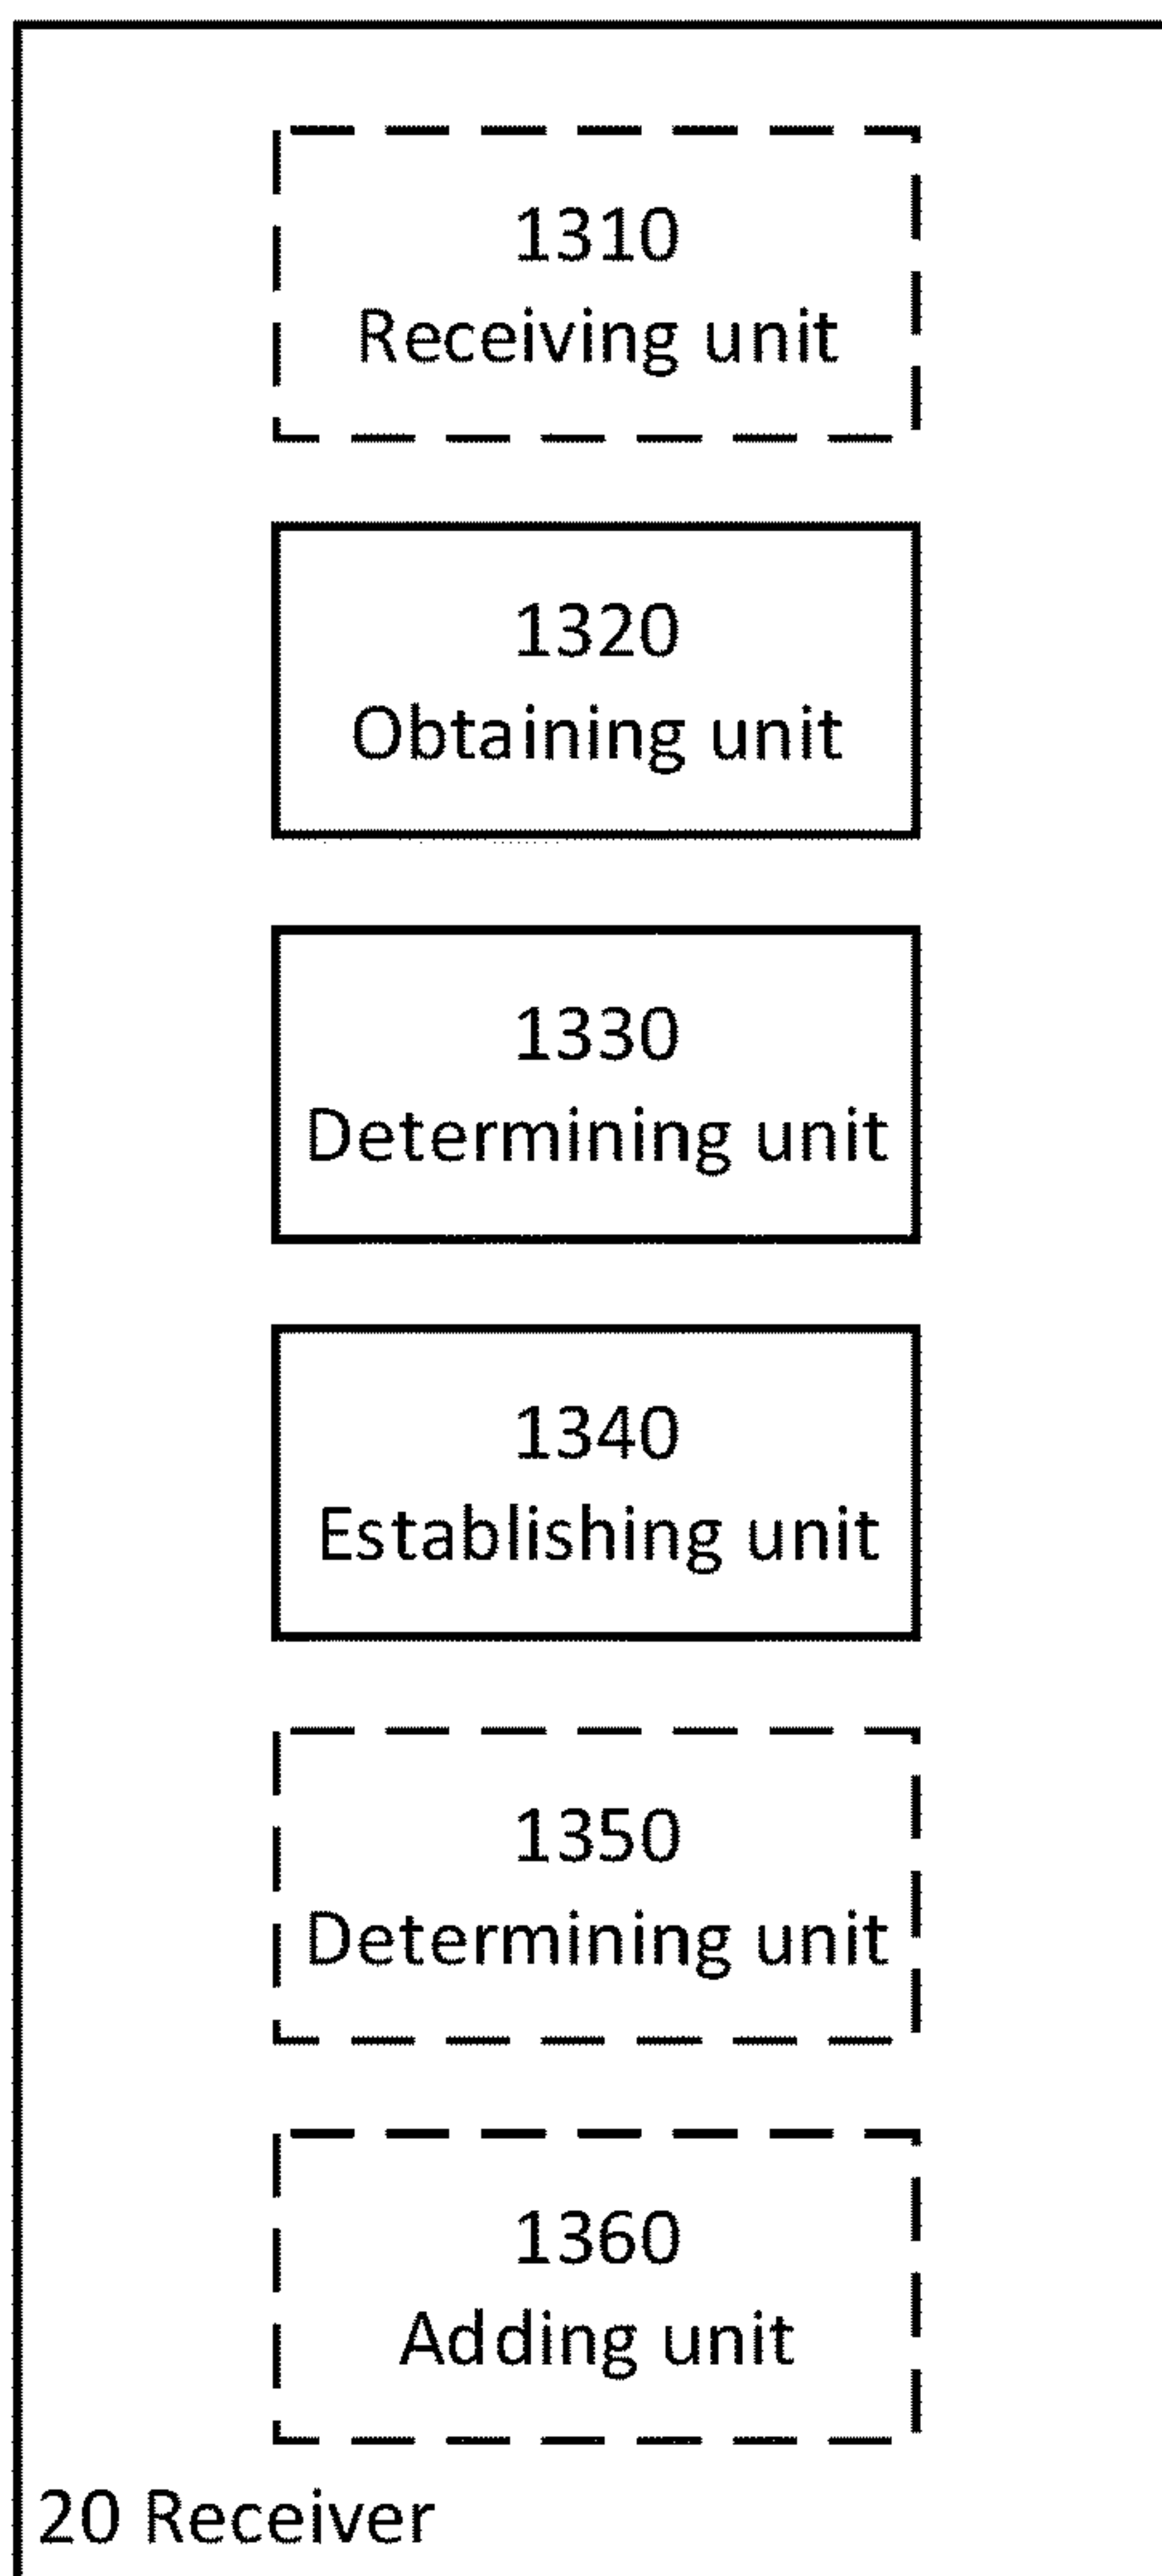 1310
Receiving unit
1320
Obtaining unit
1330
Determining unit
1340
Establishing unit
1350
Determining unit
1360
Adding unit
20 Receiver